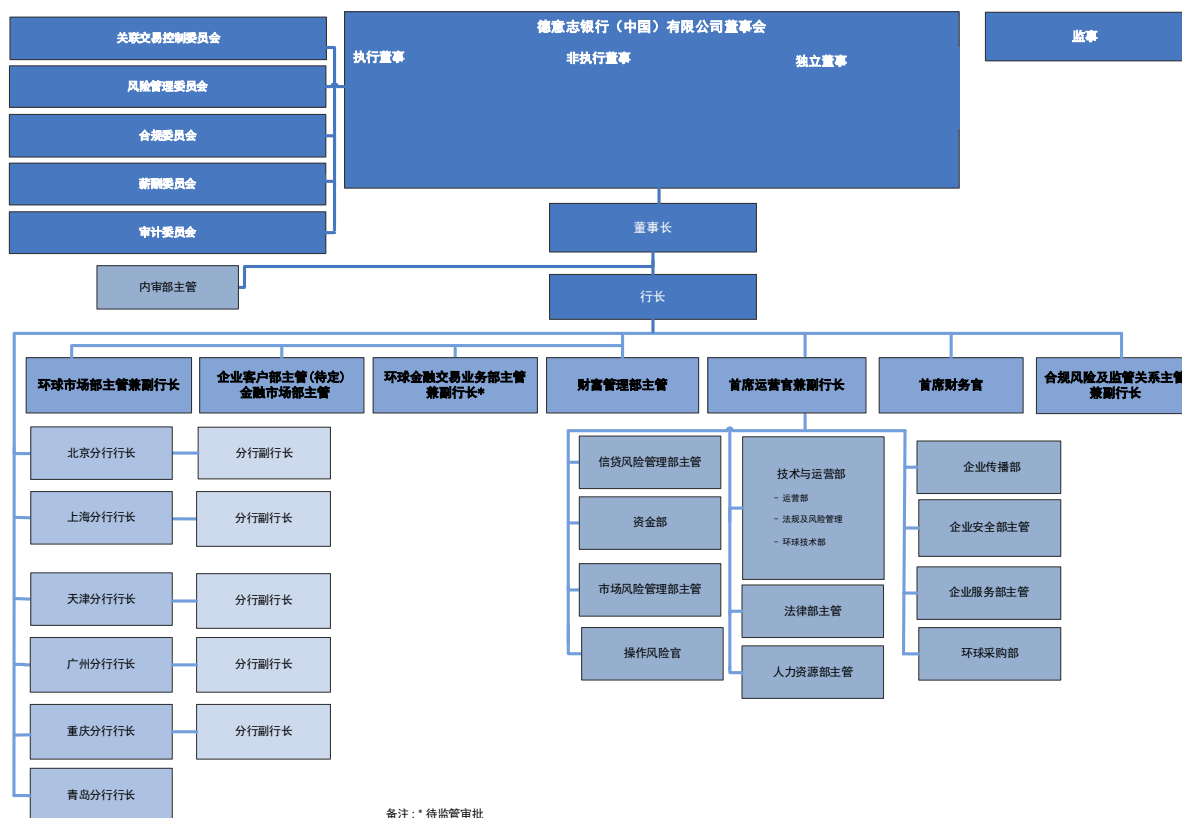 德意志银行（中国）有限公司董事会
执行董事
非执行董事
独立董事
监事
关联交易控制委员会
风险管理委员会
合规委员会
薪酬委员会
审计委员会
董事长
内审部主管
行长
环球市场部主管兼副行长
企业客户部主管(待定)
金融市场部主管
环球金融交易业务部主管
兼副行长*
财富管理部主管
首席运营官兼副行长
首席财务官
合规风险及监管关系主管
兼副行长
北京分行行长
分行副行长
上海分行行长
分行副行长
天津分行行长
分行副行长
广州分行行长
分行副行长
重庆分行行长
分行副行长
青岛分行行长
信贷风险管理部主管
资金部
市场风险管理部主管
操作风险官
技术与运营部
- 运营部
- 法规及风险管理
- 环球技术部
法律部主管
人力资源部主管
企业传播部
企业安全部主管
企业服务部主管
环球采购部
备注：* 待监管审批